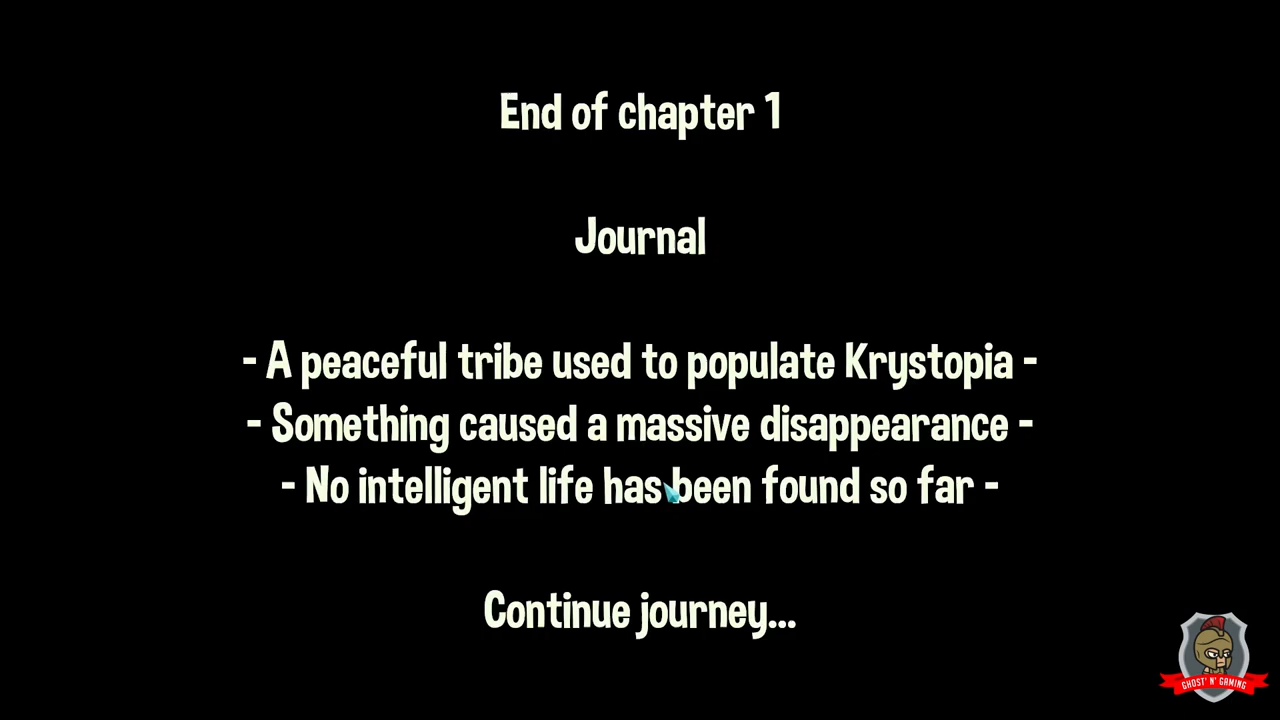 End of chapter 1
Journal
- A peaceful tribe used to populate Krystopia -
- Something caused a massive disappearance -
- No intelligent life has been found so far -
Continue journey...
GHOST' N' GAMING